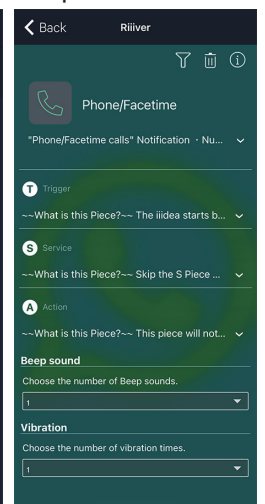 Back
Riiiver
Phone/Facetime
"Phone/Facetime calls" Notification · Nu...
T Trigger
~~What is this Piece?~~ The iiidea starts b...
S Service
~~What is this Piece?~~ Skip the S Piece ...
A Action
~~What is this Piece?~~ This piece will not...
Beep sound
Choose the number of Beep sounds.
1
Vibration
Choose the number of vibration times.
1